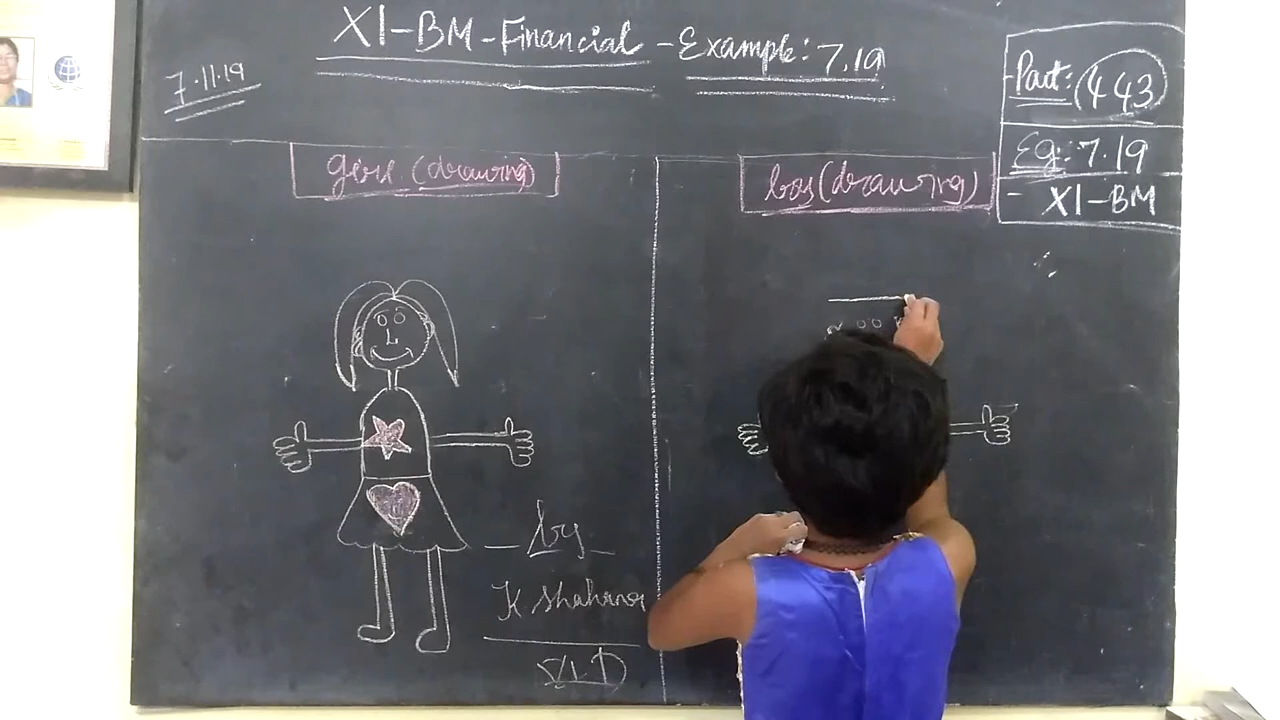 XI-BM-Financial-Example: 7.19
7.11.19
Part: 443
Eg: 7.19
- XI-BM
girl (drawing)
boy (drawing)
- by -
K Shahana